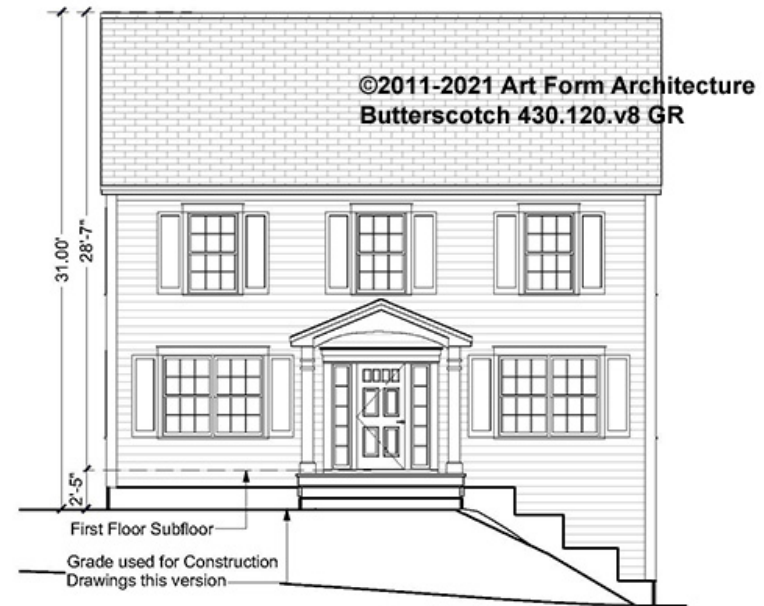 ©2011-2021 Art Form Architecture
Butterscotch 430.120.v8 GR
31.00'
28'-7"
2'-5"
First Floor Subfloor
Grade used for Construction
Drawings this version